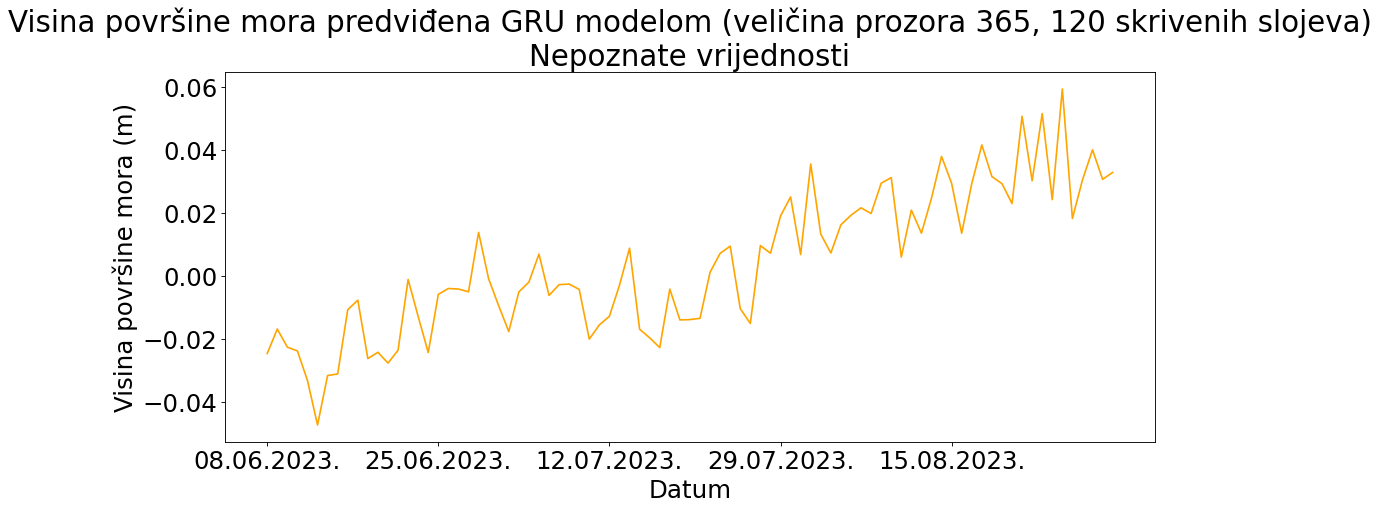 Visina površine mora predviđena GRU modelom (veličina prozora 365, 120 skrivenih slojeva)
Nepoznate vrijednosti
Visina površine mora (m)
0.06
0.04
0.02
0.00
−0.02
−0.04
08.06.2023. 25.06.2023. 12.07.2023. 29.07.2023. 15.08.2023.
Datum